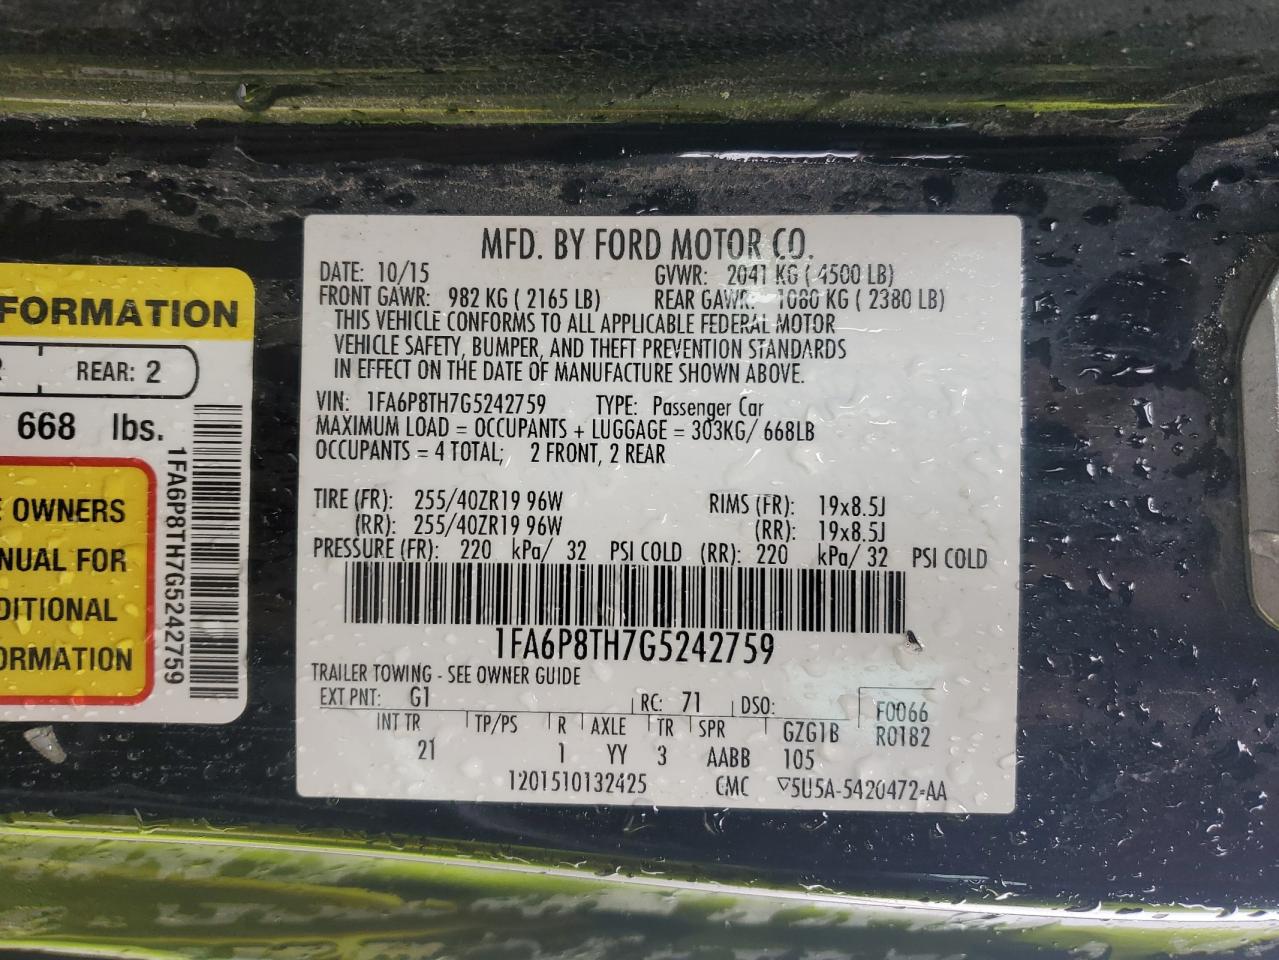 FORMATION
REAR: 2
668 lbs.
OWNERS
NUAL FOR
DITIONAL
ORMATION
1FA6P8TH7G5242759
MFD. BY FORD MOTOR CO.
DATE: 10/15 GVWR: 2041 KG ( 4500 LB)
FRONT GAWR: 982 KG ( 2165 LB) REAR GAWR: 1080 KG ( 2380 LB)
THIS VEHICLE CONFORMS TO ALL APPLICABLE FEDERAL MOTOR
VEHICLE SAFETY, BUMPER, AND THEFT PREVENTION STANDARDS
IN EFFECT ON THE DATE OF MANUFACTURE SHOWN ABOVE.
VIN: 1FA6P8TH7G5242759 TYPE: Passenger Car
MAXIMUM LOAD = OCCUPANTS + LUGGAGE = 303KG/ 668LB
OCCUPANTS = 4 TOTAL; 2 FRONT, 2 REAR
TIRE (FR): 255/40ZR19 96W RIMS (FR): 19x8.5J
(RR): 255/40ZR19 96W (RR): 19x8.5J
PRESSURE (FR): 220 kPa/ 32 PSI COLD (RR): 220 kPa/ 32 PSI COLD
1FA6P8TH7G5242759
TRAILER TOWING - SEE OWNER GUIDE
EXT PNT: G1 RC: 71 DSO: F0066
INT TR TP/PS R AXLE TR SPR GZG1B R0182
21 1 YY 3 AABB 105
1201510132425 CMC ▽5U5A-5420472-AA